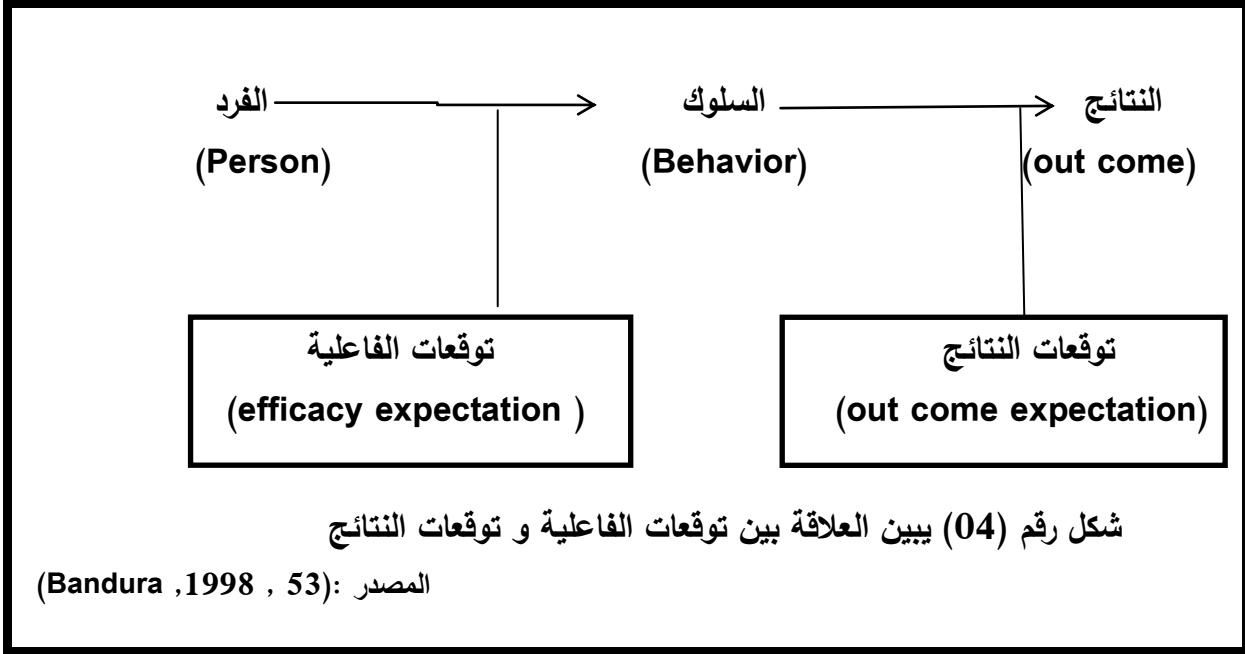 الفرد السلوك النتائج
(Person) (Behavior) (out come)
توقعات الفاعلية
(efficacy expectation )
توقعات النتائج
(out come expectation)
شكل رقم (04) يبين العلاقة بين توقعات الفاعلية و توقعات النتائج
المصدر :(Bandura ,1998, 53)